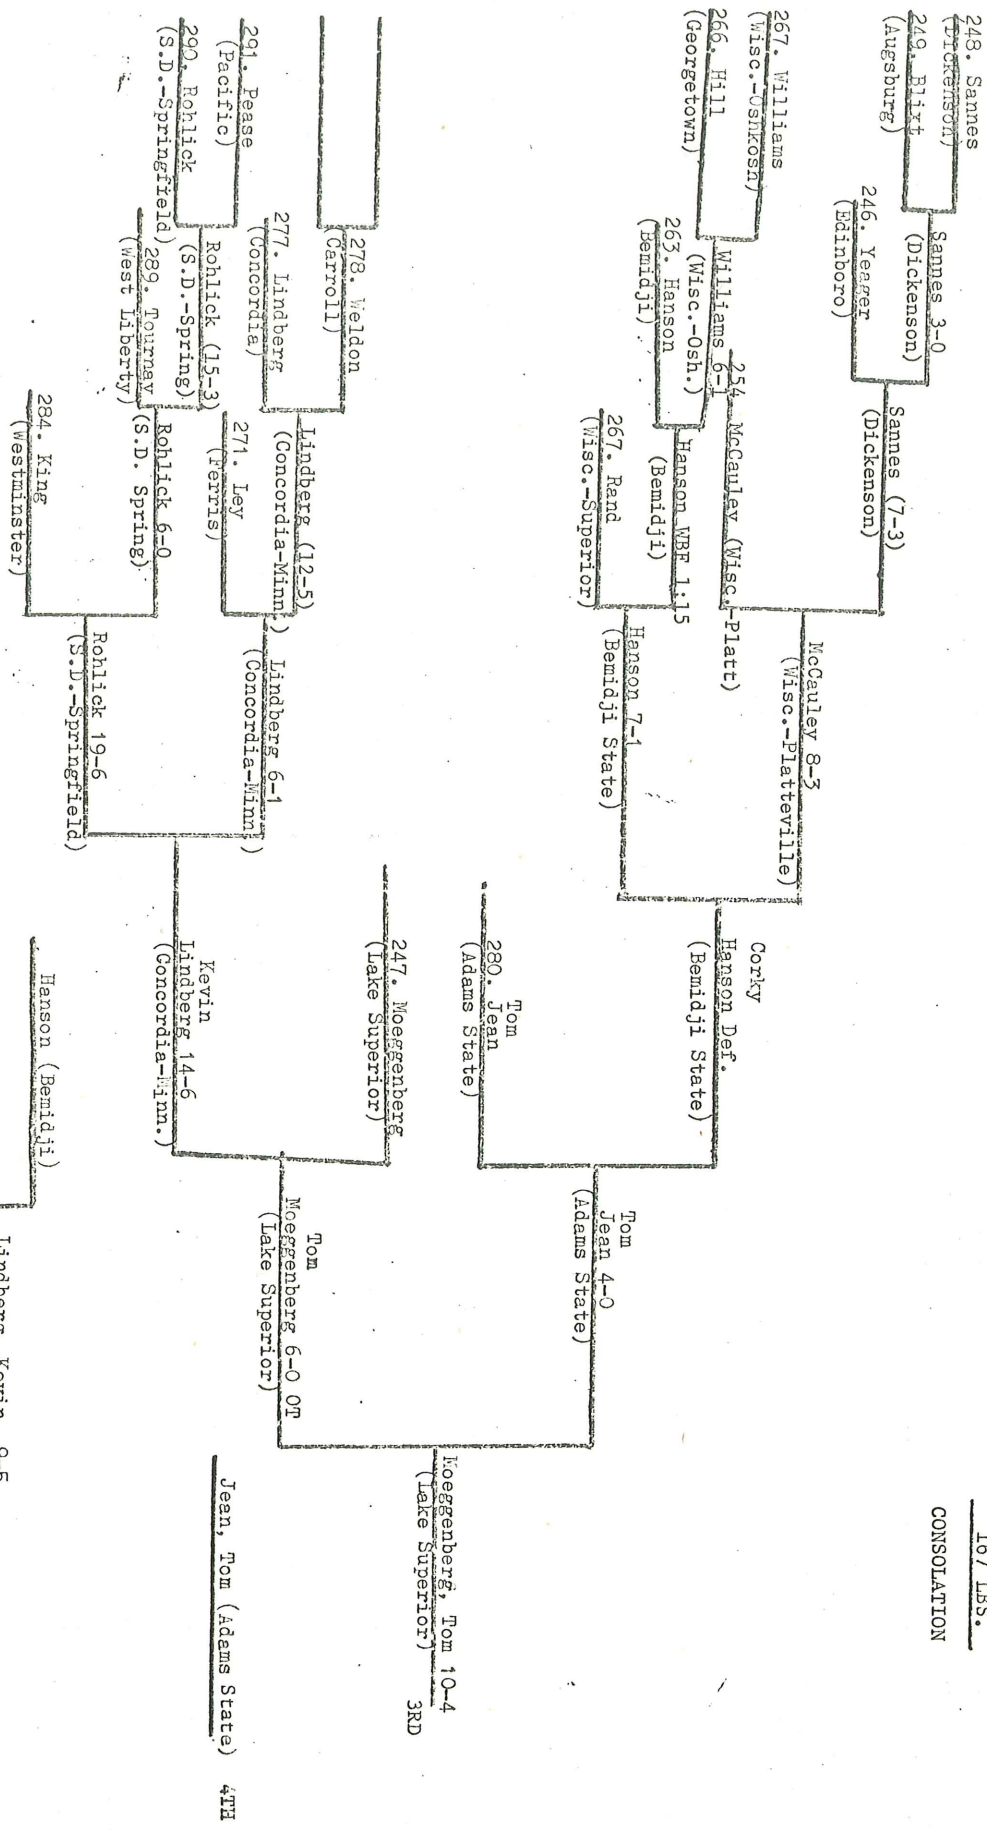 167 LBS.
CONSOLATION
248. Sannes
(Dickenson)
249. Blixt
(Augsburg)
Sannes 3-0
(Dickenson)
246. Yeager
(Edinboro)
Sannes (7-3)
(Dickenson)
267. Williams
(Wisc.-Oshkosh)
266. Hill
(Georgetown)
Williams 6-1
(Wisc.-Osh.)
263. Hanson
(Bemidji)
254. McCauley (Wisc.-Platt)
Hanson WBF 1:15
(Bemidji)
267. Rand
(Wisc.-Superior)
McCauley 8-3
(Wisc.-Platteville)
Hanson 7-1
(Bemidji State)
Corky
Hanson Def.
(Bemidji State)
Tom
280. Jean
(Adams State)
Tom
Jean 4-0
(Adams State)
278. Weldon
(Carroll)
277. Lindberg
(Concordia)
Lindberg (12-5)
(Concordia-Minn.)
271. Ley
(Ferris)
291. Pease
(Pacific)
290. Rohlick
(S.D.-Springfield)
Rohlick (15-3)
(S.D.-Spring)
289. Tournay
(West Liberty)
Rohlick 6-0
(S.D. Spring)
284. King
(Westminster)
Lindberg 6-1
(Concordia-Minn.)
Rohlick 19-6
(S.D.-Springfield)
247. Moeggenberg
(Lake Superior)
Kevin
Lindberg 14-6
(Concordia-Minn.)
Tom
Moeggenberg 6-0 OT
(Lake Superior)
Moeggenberg, Tom 10-4
(Lake Superior)
3RD
Jean, Tom (Adams State) 4TH
Hanson (Bemidji)
Lindberg, Kevin 9-5